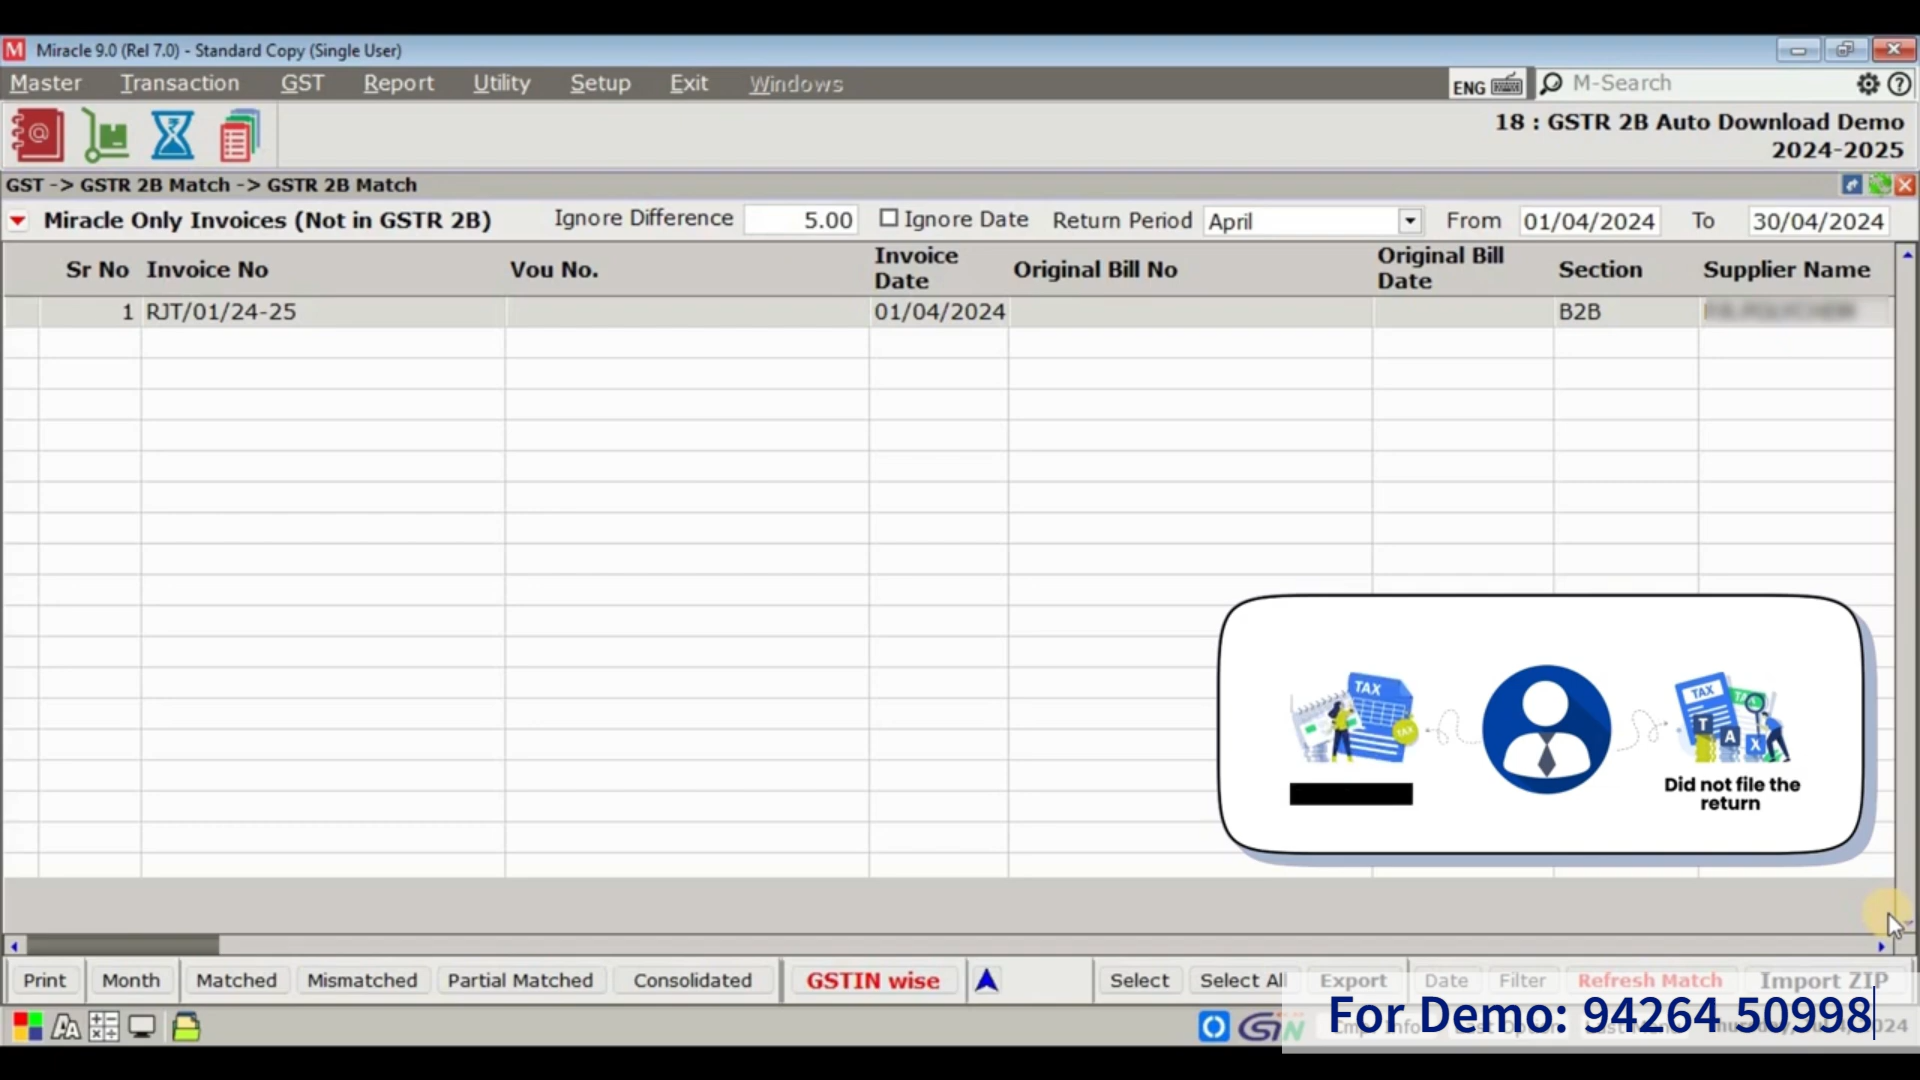 Miracle 9.0 (Rel 7.0) - Standard Copy (Single User)
Master Transaction GST Report Utility Setup Exit Windows ENG M-Search
18 : GSTR 2B Auto Download Demo
2024-2025
GST -> GSTR 2B Match -> GSTR 2B Match
Miracle Only Invoices (Not in GSTR 2B) Ignore Difference 5.00 Ignore Date Return Period April From 01/04/2024 To 30/04/2024
Sr No Invoice No Vou No. Invoice Date Original Bill No Original Bill Date Section Supplier Name
1 RJT/01/24-25 01/04/2024 B2B
TAX
TAX
TAX
T A X
Did not file the
return
Print Month Matched Mismatched Partial Matched Consolidated GSTIN wise Select Select All Export Date Filter Refresh Match Import ZIP
For Demo: 94264 50998